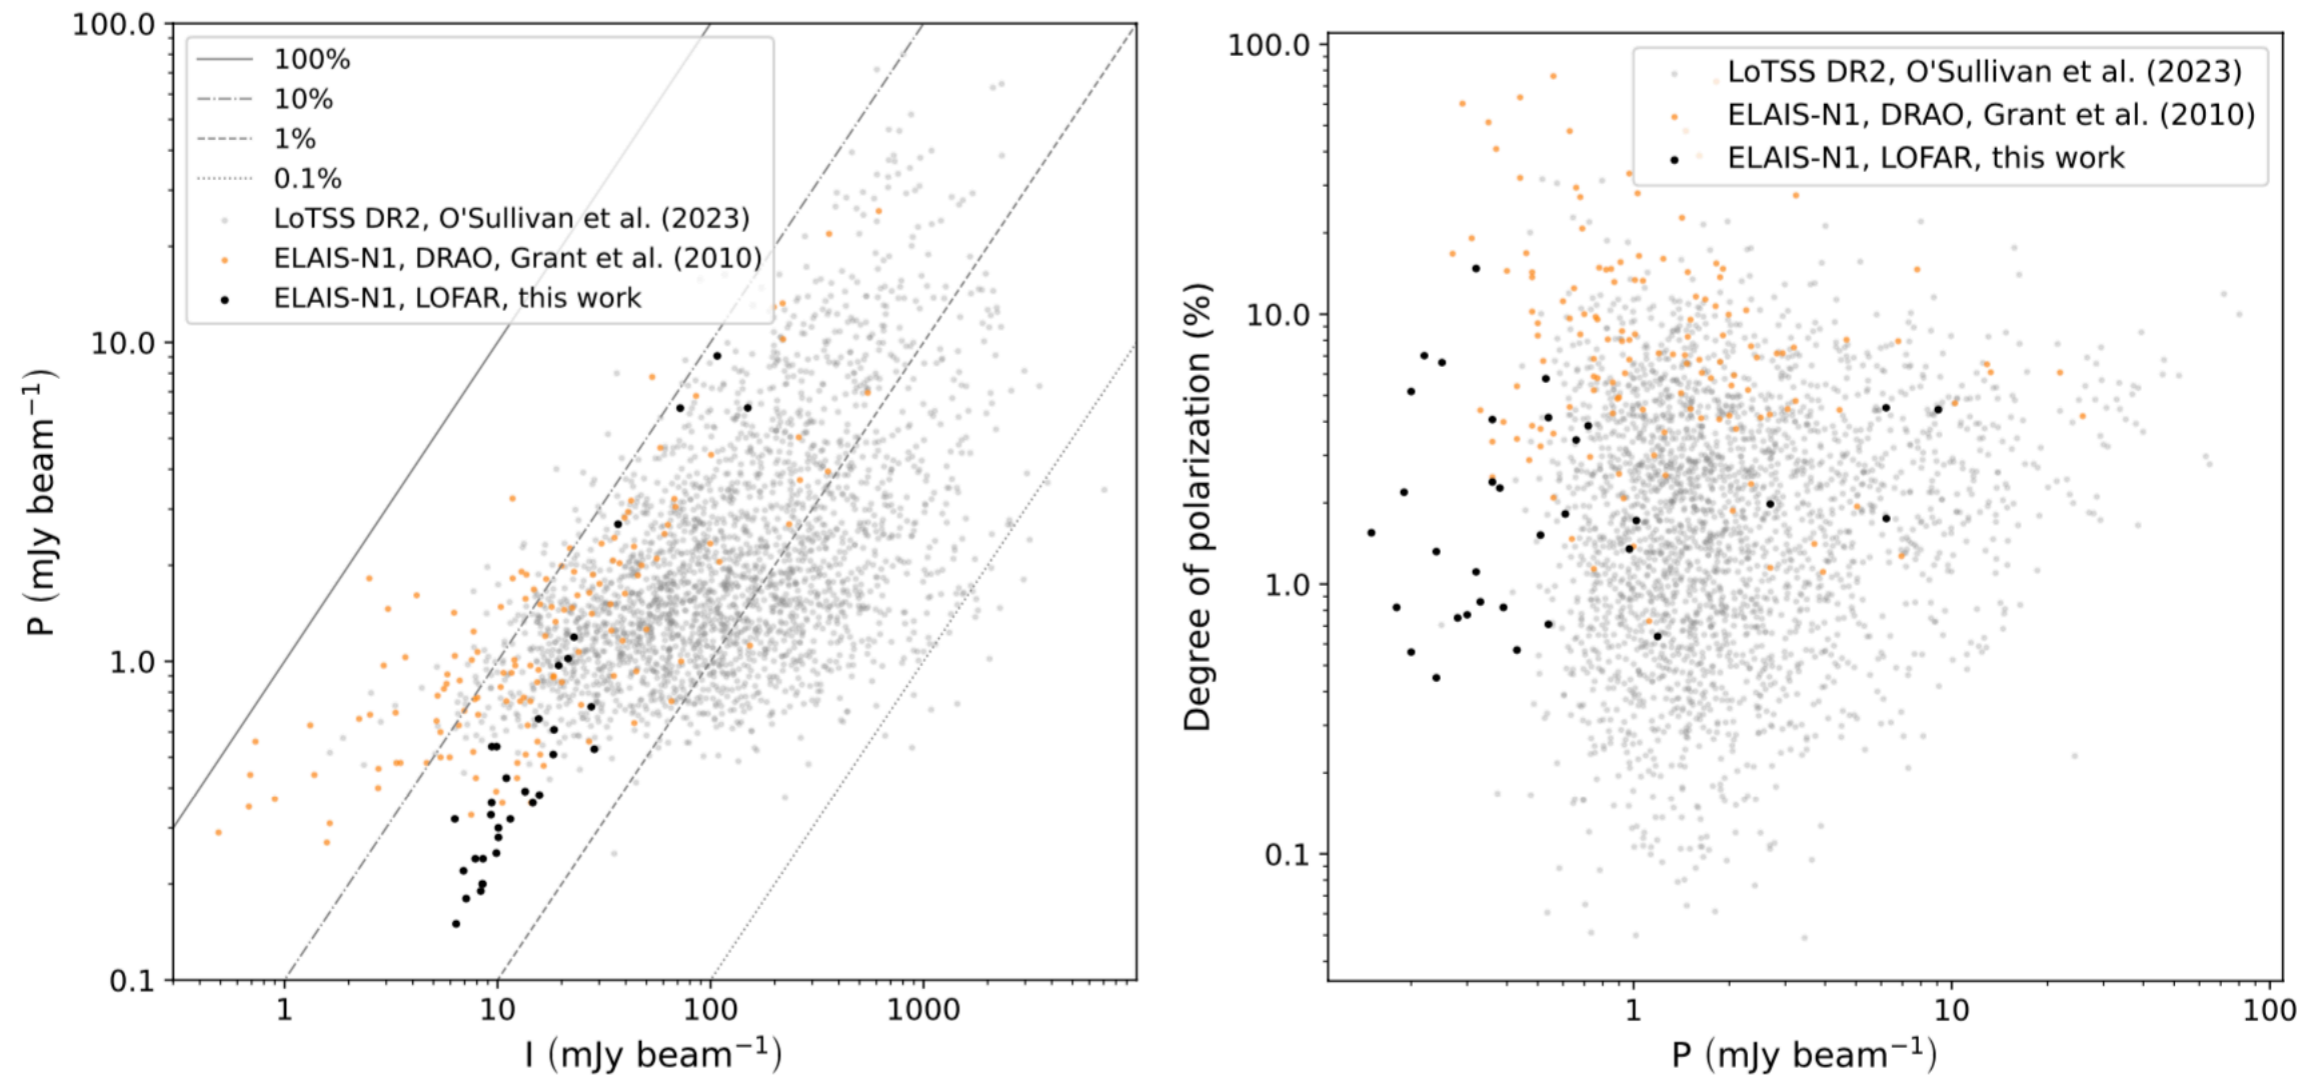 100.0
10.0
1.0
0.1
P (mJy beam⁻¹)
100%
10%
1%
0.1%
LoTSS DR2, O'Sullivan et al. (2023)
ELAIS-N1, DRAO, Grant et al. (2010)
ELAIS-N1, LOFAR, this work
1 10 100 1000
I (mJy beam⁻¹)
100.0
10.0
1.0
0.1
Degree of polarization (%)
LoTSS DR2, O'Sullivan et al. (2023)
ELAIS-N1, DRAO, Grant et al. (2010)
ELAIS-N1, LOFAR, this work
1 10 100
P (mJy beam⁻¹)